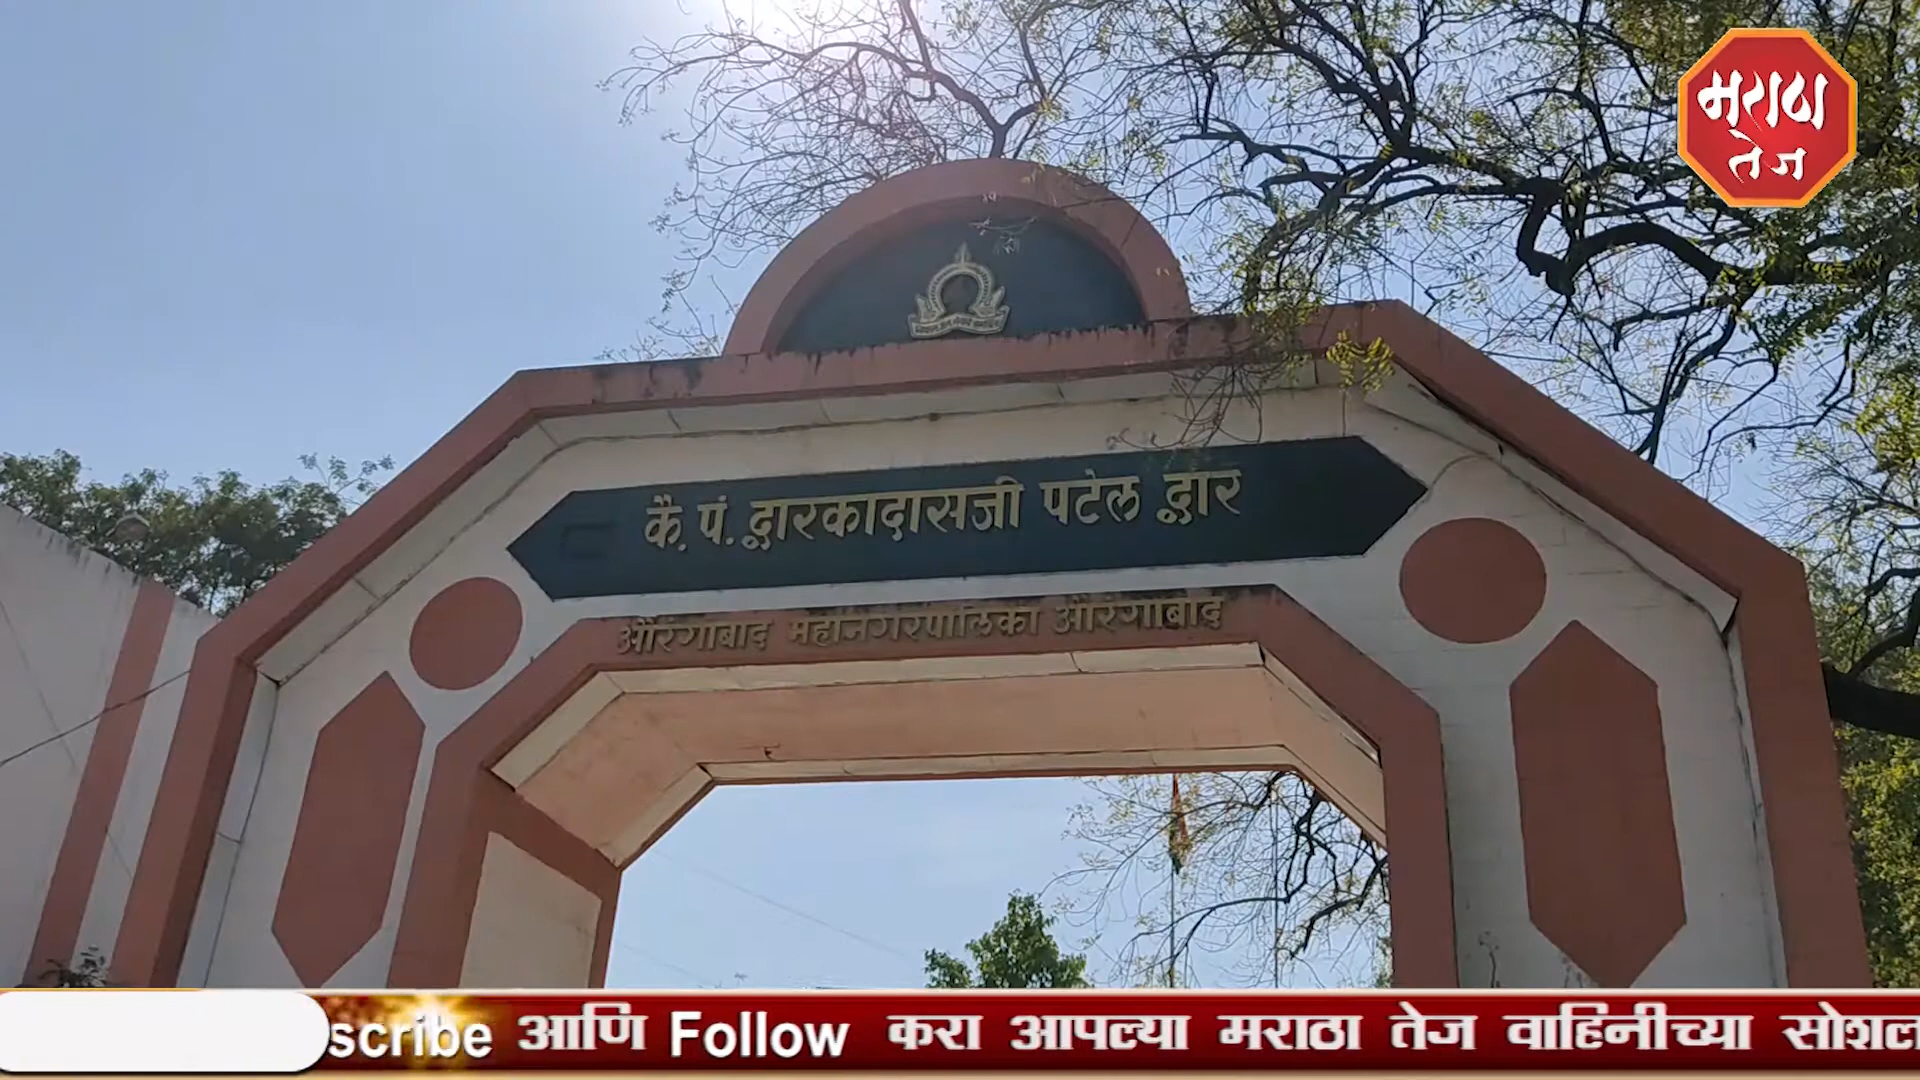 मराठा
तेज
कै. पं. द्वारकादासजी पटेल द्वार
औरंगाबाद महानगरपालिका औरंगाबाद
scribe आणि Follow करा आपल्या मराठा तेज वाहिनीच्या सोशल